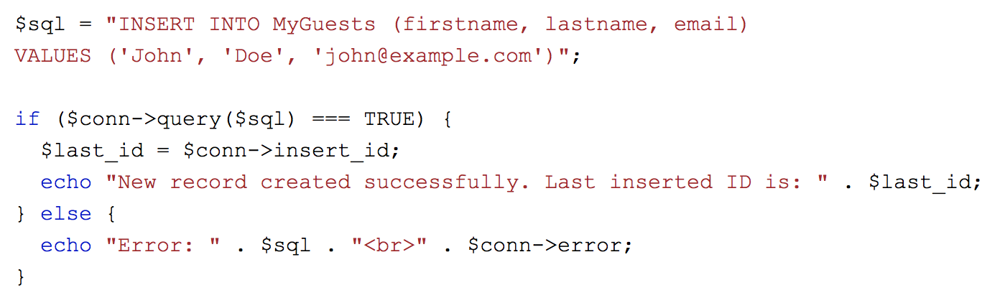 $sql = "INSERT INTO MyGuests (firstname, lastname, email)
VALUES ('John', 'Doe', 'john@example.com')";

if ($conn->query($sql) === TRUE) {
  $last_id = $conn->insert_id;
  echo "New record created successfully. Last inserted ID is: " . $last_id;
} else {
  echo "Error: " . $sql . "<br>" . $conn->error;
}